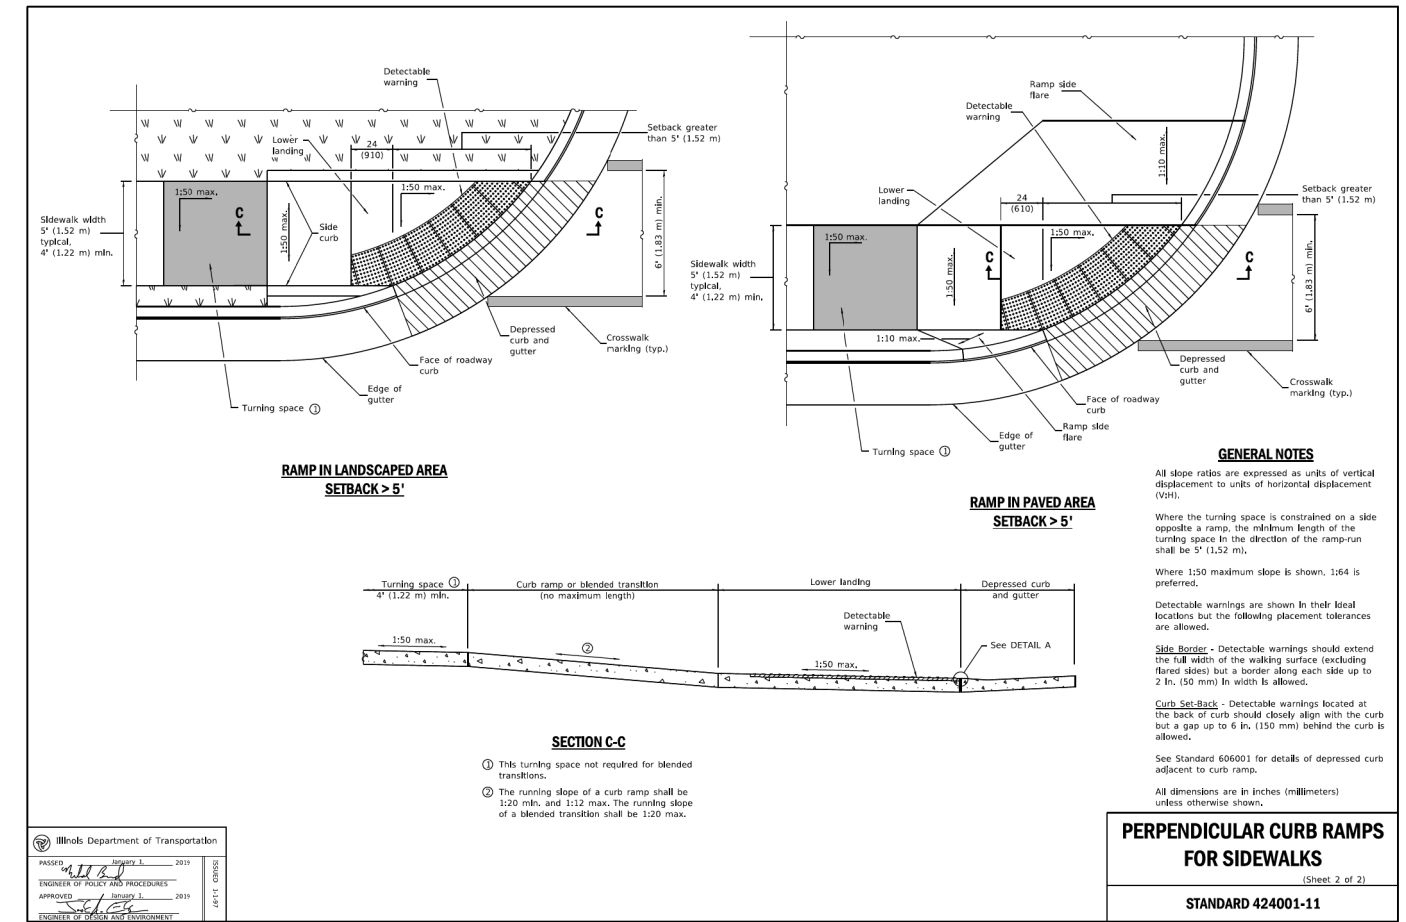 Detectable
warning
Lower
landing
24
(910)
Setback greater
than 5' (1.52 m)
1:50 max.
1:50 max.
1:50 max.
Side
curb
C
C
Sidewalk width
5' (1.52 m)
typical,
4' (1.22 m) min.
6' (1.83 m) min.
Depressed
curb and
gutter
Crosswalk
marking (typ.)
Face of roadway
curb
Edge of
gutter
Turning space ①
RAMP IN LANDSCAPED AREA
SETBACK > 5'
Ramp side
flare
Detectable
warning
1:10 max.
Lower
landing
24
(610)
Setback greater
than 5' (1.52 m)
1:50 max.
1:50 max.
1:50 max.
C
C
Sidewalk width
5' (1.52 m)
typical,
4' (1.22 m) min.
6' (1.83 m) min.
1:10 max.
Depressed
curb and
gutter
Crosswalk
marking (typ.)
Face of roadway
curb
Ramp side
flare
Edge of
gutter
Turning space ①
RAMP IN PAVED AREA
SETBACK > 5'
GENERAL NOTES
All slope ratios are expressed as units of vertical
displacement to units of horizontal displacement
(V:H).
Where the turning space is constrained on a side
opposite a ramp, the minimum length of the
turning space in the direction of the ramp-run
shall be 5' (1.52 m).
Where 1:50 maximum slope is shown, 1:64 is
preferred.
Detectable warnings are shown in their ideal
locations but the following placement tolerances
are allowed.
Side Border - Detectable warnings should extend
the full width of the walking surface (excluding
flared sides) but a border along each side up to
2 in. (50 mm) in width is allowed.
Curb Set-Back - Detectable warnings located at
the back of curb should closely align with the curb
but a gap up to 6 in. (150 mm) behind the curb is
allowed.
See Standard 606001 for details of depressed curb
adjacent to curb ramp.
All dimensions are in inches (millimeters)
unless otherwise shown.
Turning space ①
4' (1.22 m) min.
Curb ramp or blended transition
(no maximum length)
Lower landing
Depressed curb
and gutter
Detectable
warning
See DETAIL A
1:50 max.
②
1:50 max.
SECTION C-C
① This turning space not required for blended
transitions.
② The running slope of a curb ramp shall be
1:20 min. and 1:12 max. The running slope
of a blended transition shall be 1:20 max.
Illinois Department of Transportation
PASSED January 1, 2019
ENGINEER OF POLICY AND PROCEDURES
APPROVED January 1, 2019
ENGINEER OF DESIGN AND ENVIRONMENT
ISSUED 1-1-97
PERPENDICULAR CURB RAMPS
FOR SIDEWALKS
(Sheet 2 of 2)
STANDARD 424001-11